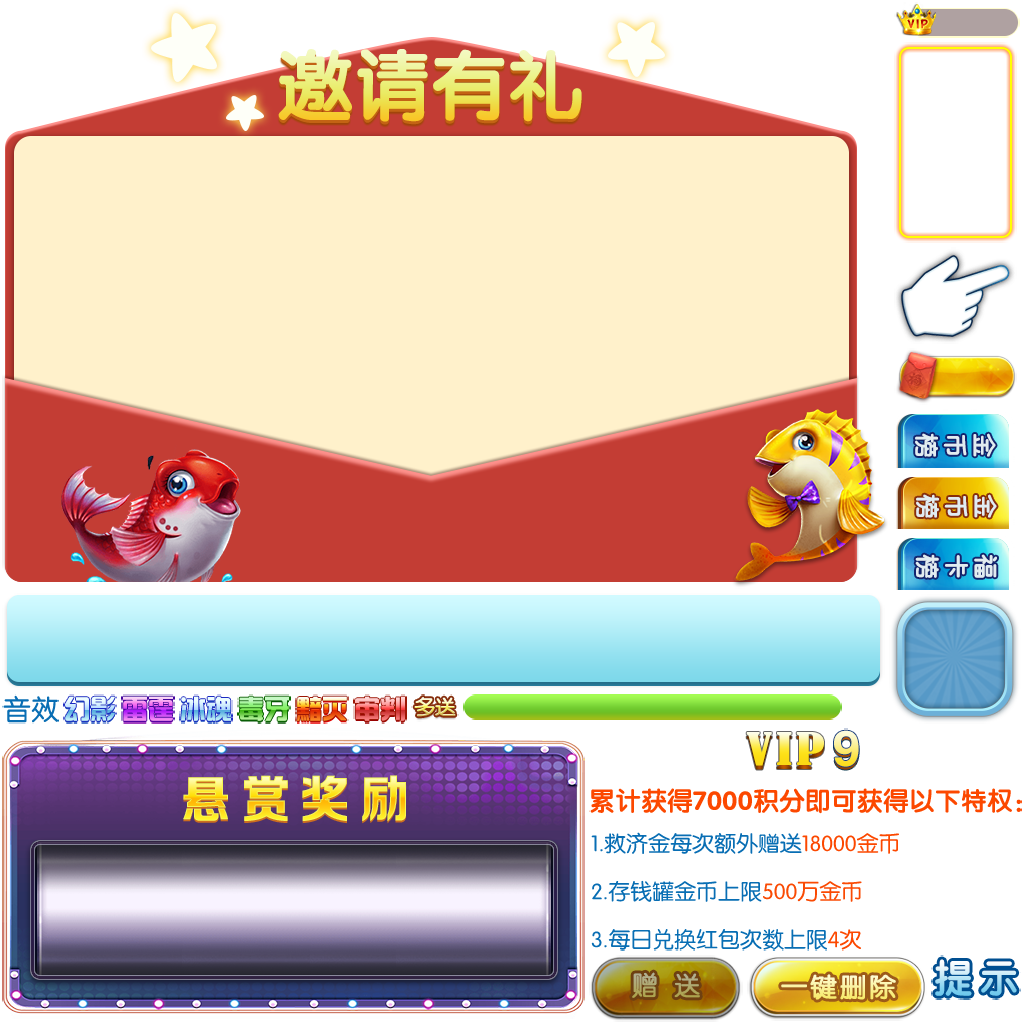 邀请有礼
VIP
福
金币榜
金币榜
福卡榜
音效 幻影 雷霆 冰魂 毒牙 黯灭 审判 多送
悬赏奖励
VIP 9
累计获得7000积分即可获得以下特权：
1.救济金每次额外赠送18000金币
2.存钱罐金币上限500万金币
3.每日兑换红包次数上限4次
赠送
一键删除
提示